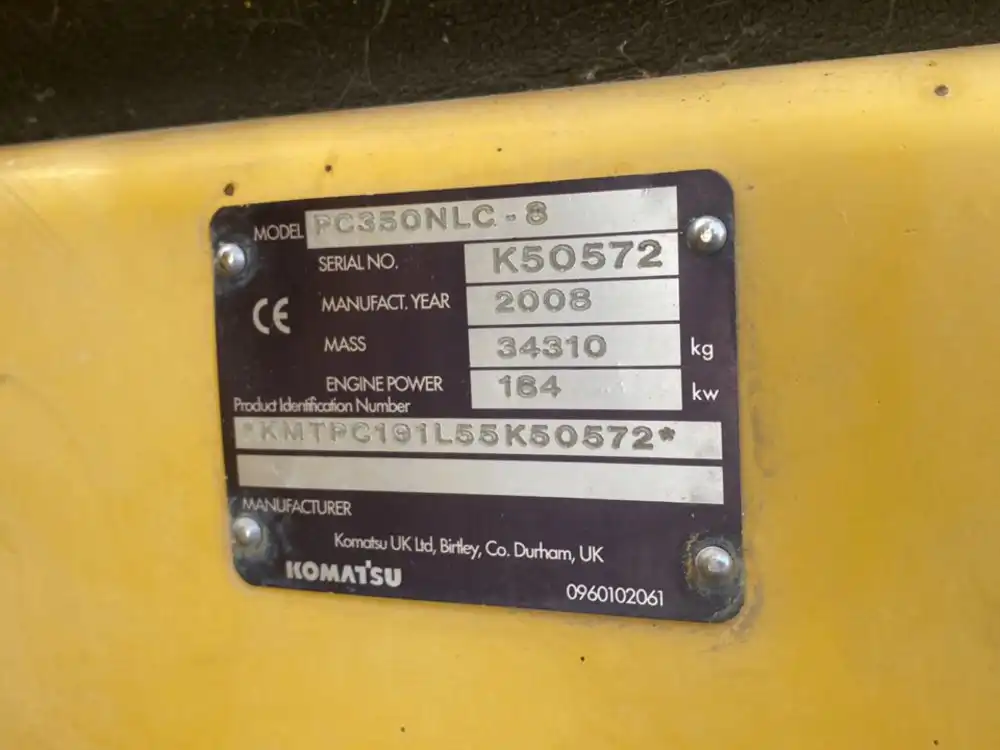 MODEL PC350NLC-8
SERIAL NO. K50572
CE
MANUFACT. YEAR 2008
MASS 34310 kg
ENGINE POWER 184 kw
Product Identification Number
*KMTPC191L55K50572*
MANUFACTURER
Komatsu UK Ltd, Birtley, Co. Durham, UK
KOMATSU
0960102061